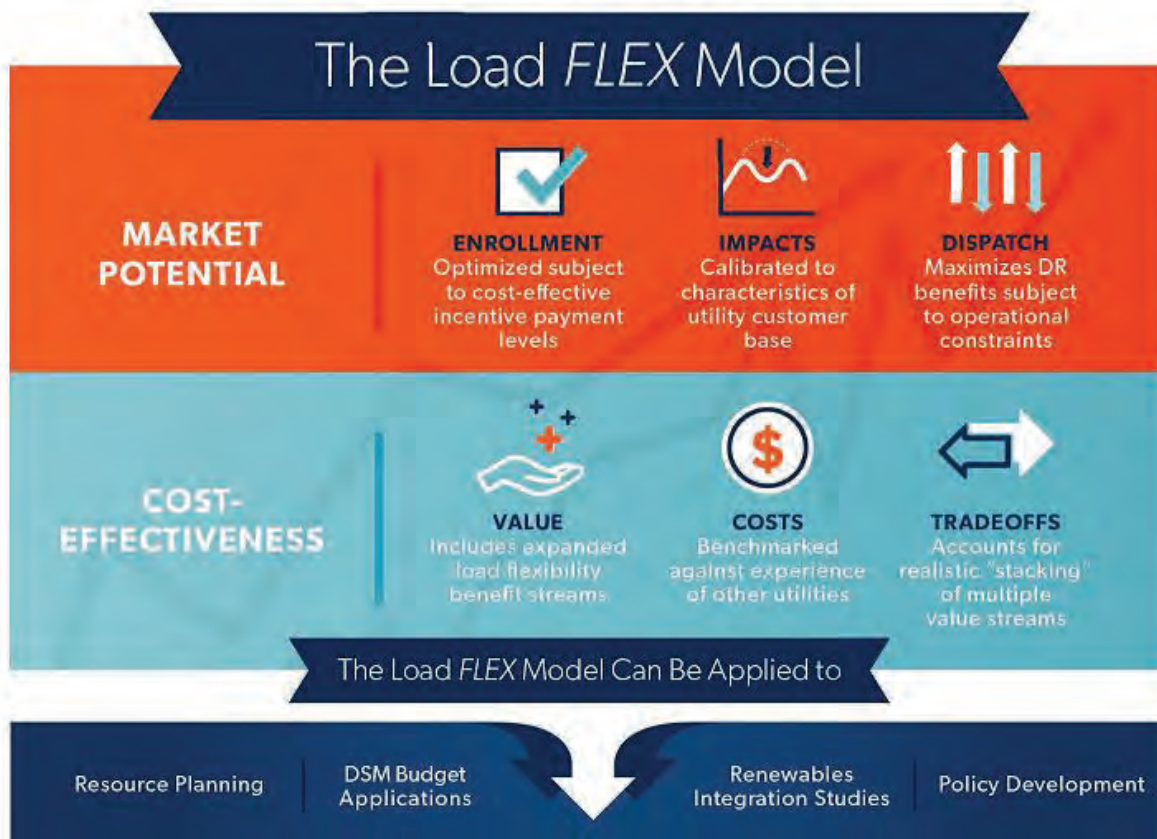 The Load FLEX Model
MARKET
POTENTIAL
ENROLLMENT
Optimized subject
to cost-effective
incentive payment
levels
IMPACTS
Calibrated to
characteristics of
utility customer
base
DISPATCH
Maximizes DR
benefits subject
to operational
constraints
COST-
EFFECTIVENESS
VALUE
Includes expanded
load flexibility
benefit streams
$
COSTS
Benchmarked
against experience
of other utilities
TRADEOFFS
Accounts for
realistic "stacking"
of multiple
value streams
The Load FLEX Model Can Be Applied to
Resource Planning
DSM Budget
Applications
Renewables
Integration Studies
Policy Development